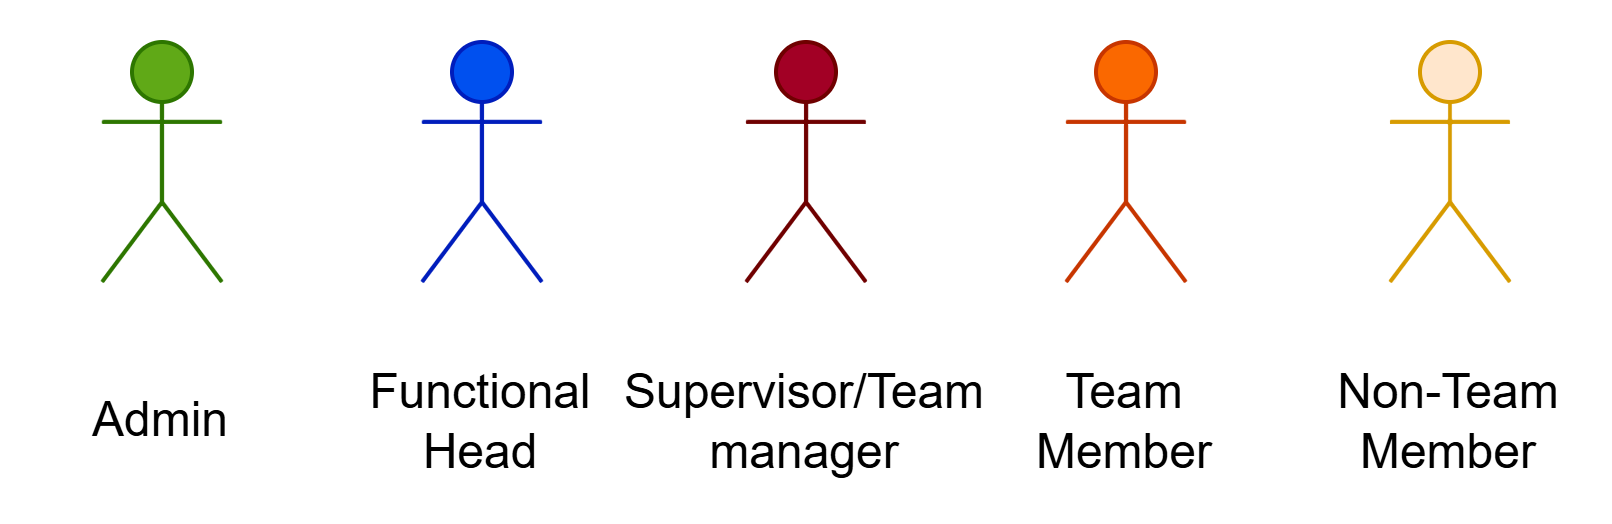 Admin
Functional
Head
Supervisor/Team
manager
Team
Member
Non-Team
Member